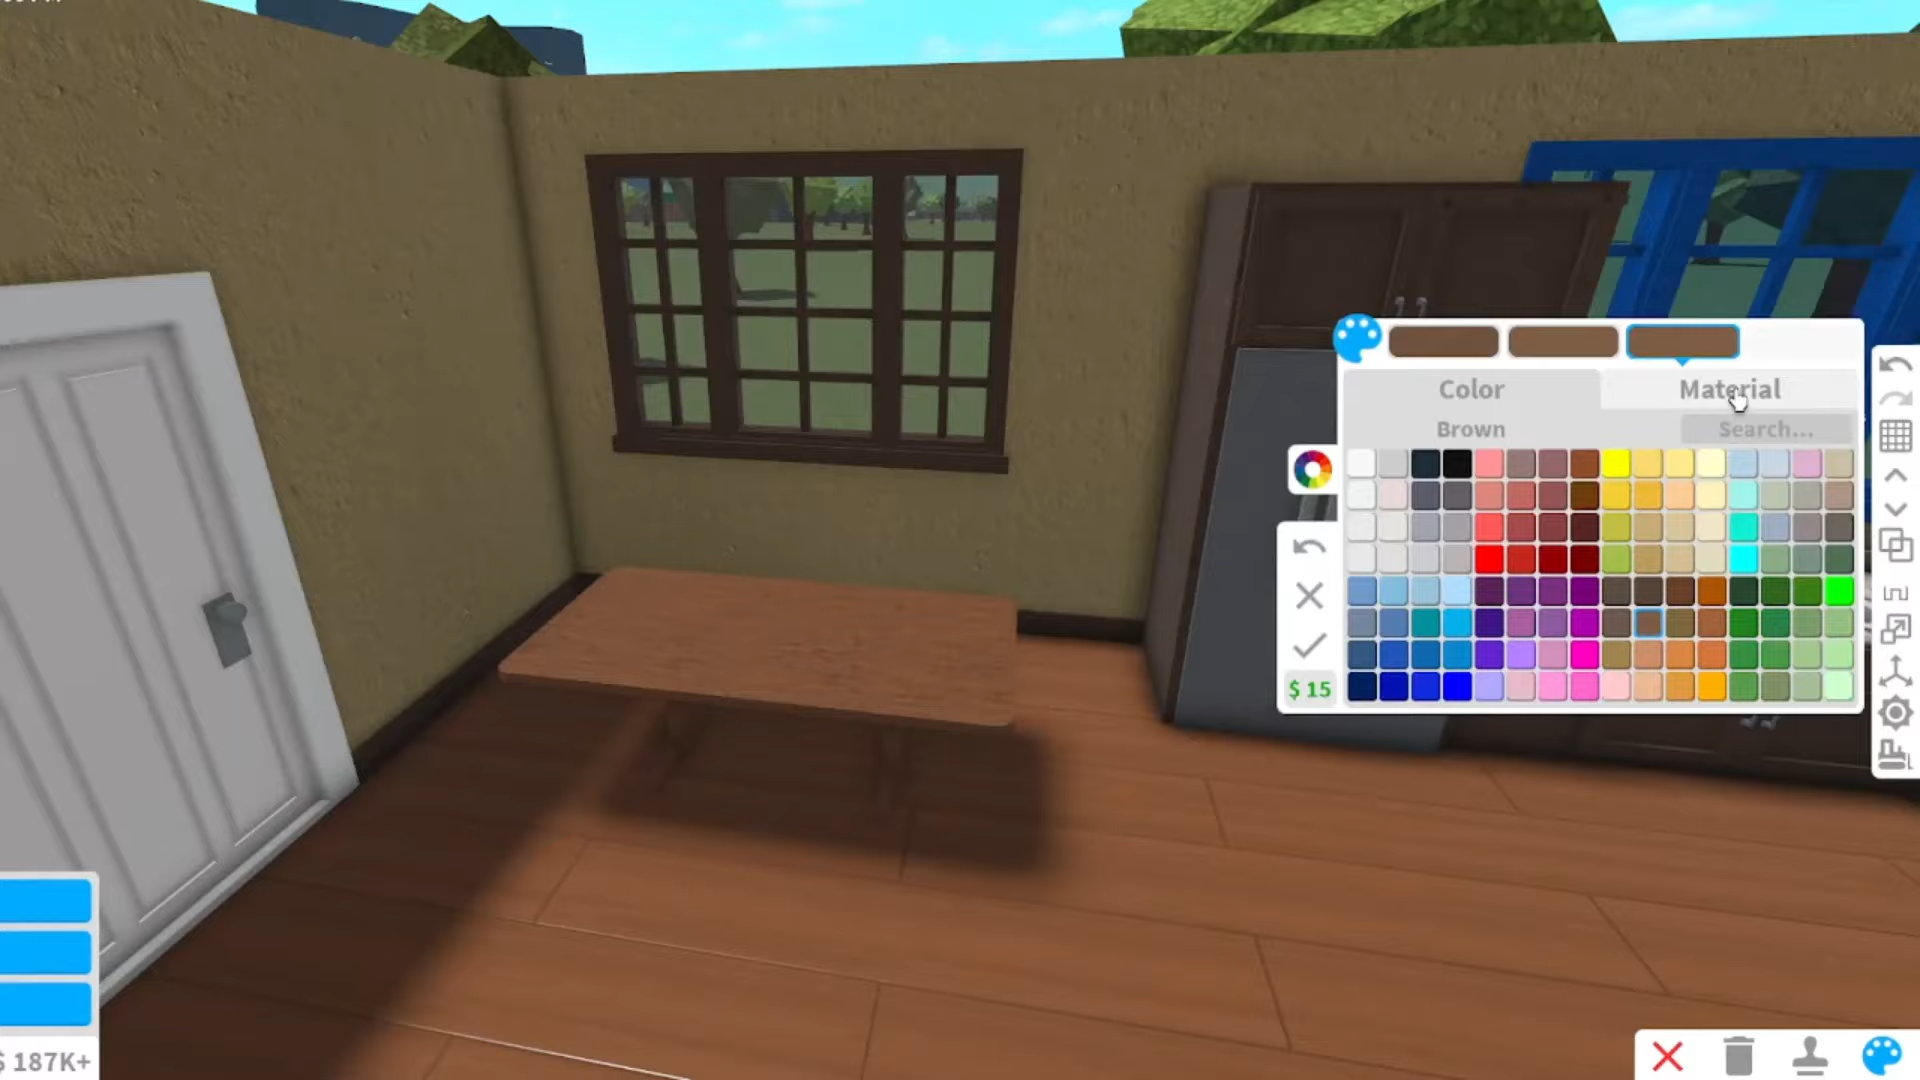 Color
Material
Brown
Search...
$ 15
$ 187K+